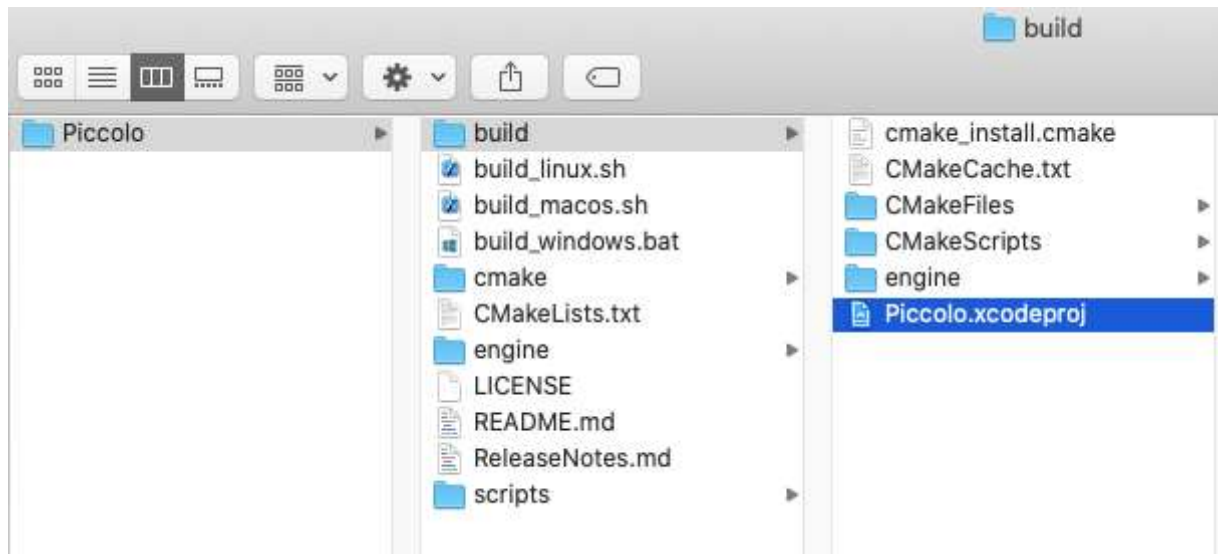 build
Piccolo
build
build_linux.sh
build_macos.sh
build_windows.bat
cmake
CMakeLists.txt
engine
LICENSE
README.md
ReleaseNotes.md
scripts
cmake_install.cmake
CMakeCache.txt
CMakeFiles
CMakeScripts
engine
Piccolo.xcodeproj